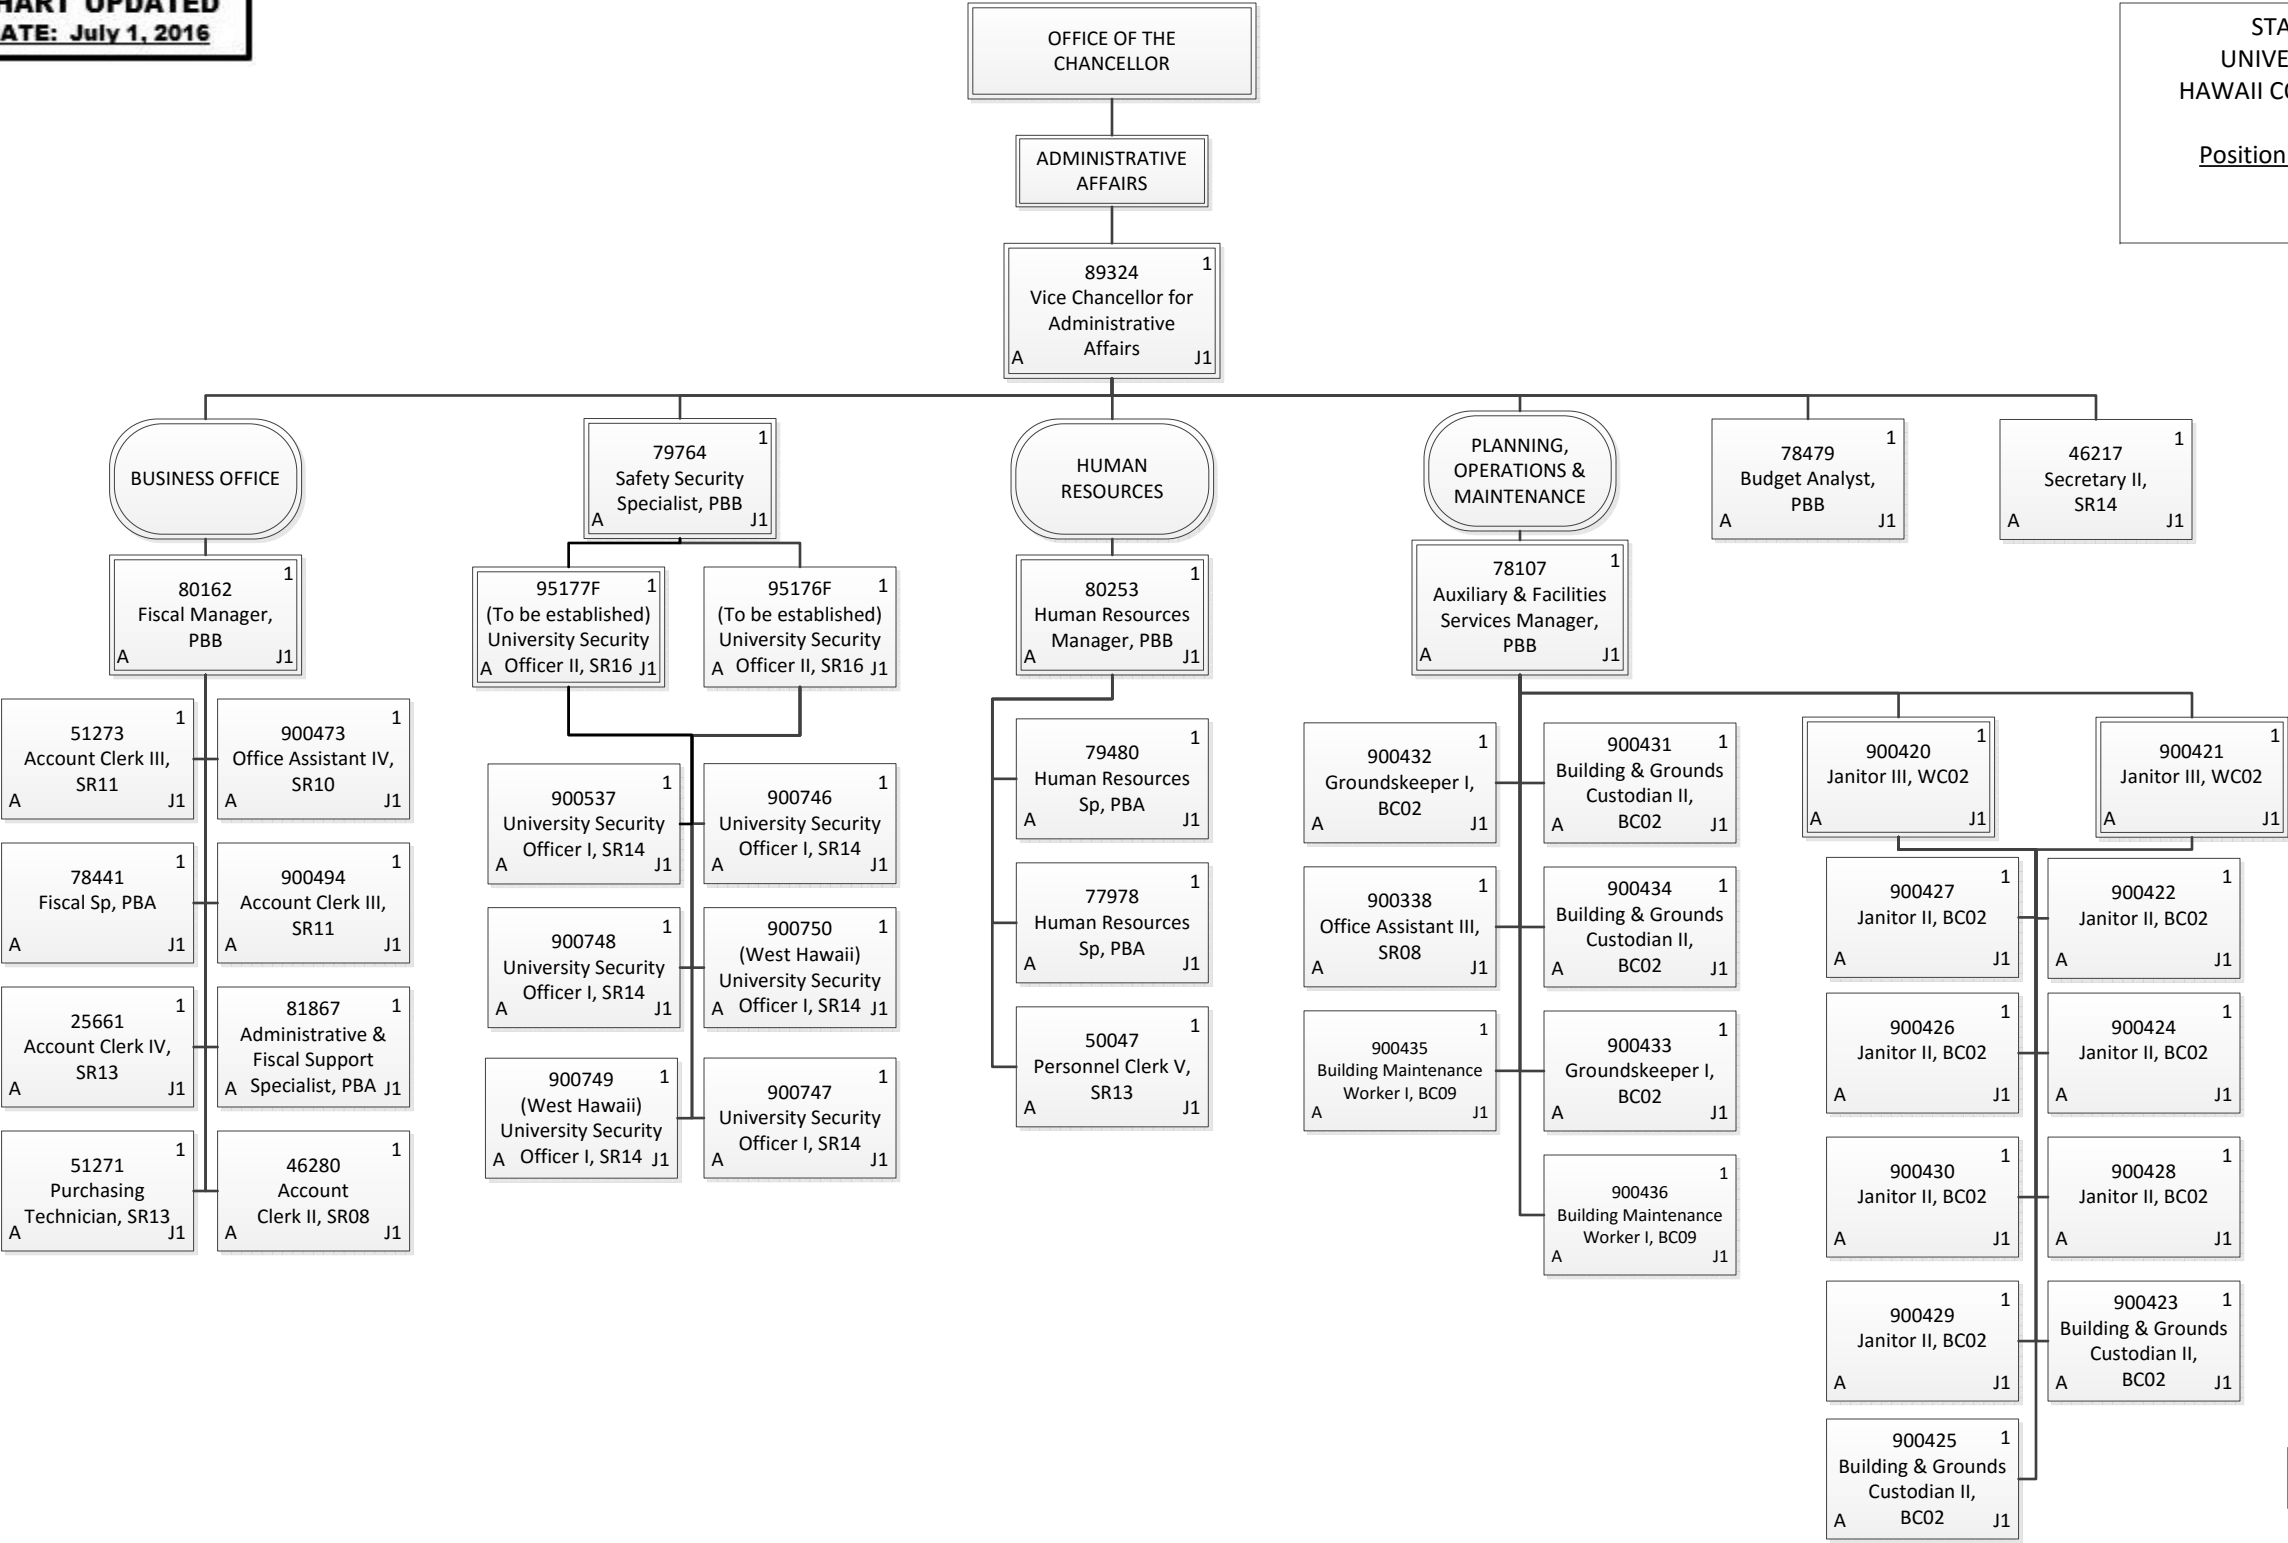 DATE: July 1, 2016
UPDATED
OFFICE OF THE
CHANCELLOR
Position
ADMINISTRATIVE
AFFAIRS
1
89324
Vice Chancellor for
Administrative
Affairs
A J1
BUSINESS OFFICE
1
79764
Safety Security
Specialist, PBB
A J1
HUMAN
RESOURCES
PLANNING,
OPERATIONS &
MAINTENANCE
1
78479
Budget Analyst,
PBB
A J1
1
46217
Secretary II,
SR14
A J1
1
80162
Fiscal Manager,
PBB
A J1
51273 1
Account Clerk III,
SR11
A J1
900473 1
Office Assistant IV,
SR10
A J1
1
78441
Fiscal Sp, PBA
A J1
1
900494
Account Clerk III,
SR11
A J1
1
25661
Account Clerk IV,
SR13
A J1
81867 1
Administrative &
Fiscal Support
A Specialist, PBA J1
1
51271
Purchasing
Technician, SR13
A J1
1
46280
Account
Clerk II, SR08
A J1
95177F 1
(To be established)
University Security
A Officer II, SR16 J1
95176F 1
(To be established)
University Security
A Officer II, SR16 J1
1
900537
University Security
Officer I, SR14
A J1
1
900746
University Security
Officer I, SR14
A J1
1
900748
University Security
Officer I, SR14
A J1
900750 1
(West Hawaii)
University Security
A Officer I, SR14 J1
900749 1
(West Hawaii)
University Security
A Officer I, SR14 J1
1
900747
University Security
Officer I, SR14
A J1
1
80253
Human Resources
Manager, PBB
A J1
1
79480
Human Resources
Sp, PBA
A J1
1
77978
Human Resources
Sp, PBA
A J1
1
50047
Personnel Clerk V,
SR13
A J1
78107 1
Auxiliary & Facilities
Services Manager,
PBB
A J1
1
900432
Groundskeeper I,
BC02
A J1
900431 1
Building & Grounds
Custodian II,
A BC02 J1
1
900338
Office Assistant III,
SR08
A J1
900434 1
Building & Grounds
Custodian II,
A BC02 J1
1
900435
Building Maintenance
Worker I, BC09
A J1
1
900433
Groundskeeper I,
BC02
A J1
1
900436
Building Maintenance
Worker I, BC09
A J1
1
900420
Janitor III, WC02
A J1
1
900421
Janitor III, WC02
A J1
1
900427
Janitor II, BC02
A J1
1
900422
Janitor II, BC02
A J1
1
900426
Janitor II, BC02
A J1
1
900424
Janitor II, BC02
A J1
1
900430
Janitor II, BC02
A J1
1
900428
Janitor II, BC02
A J1
1
900429
Janitor II, BC02
A J1
900423 1
Building & Grounds
Custodian II,
A BC02 J1
900425 1
Building & Grounds
Custodian II,
A BC02 J1